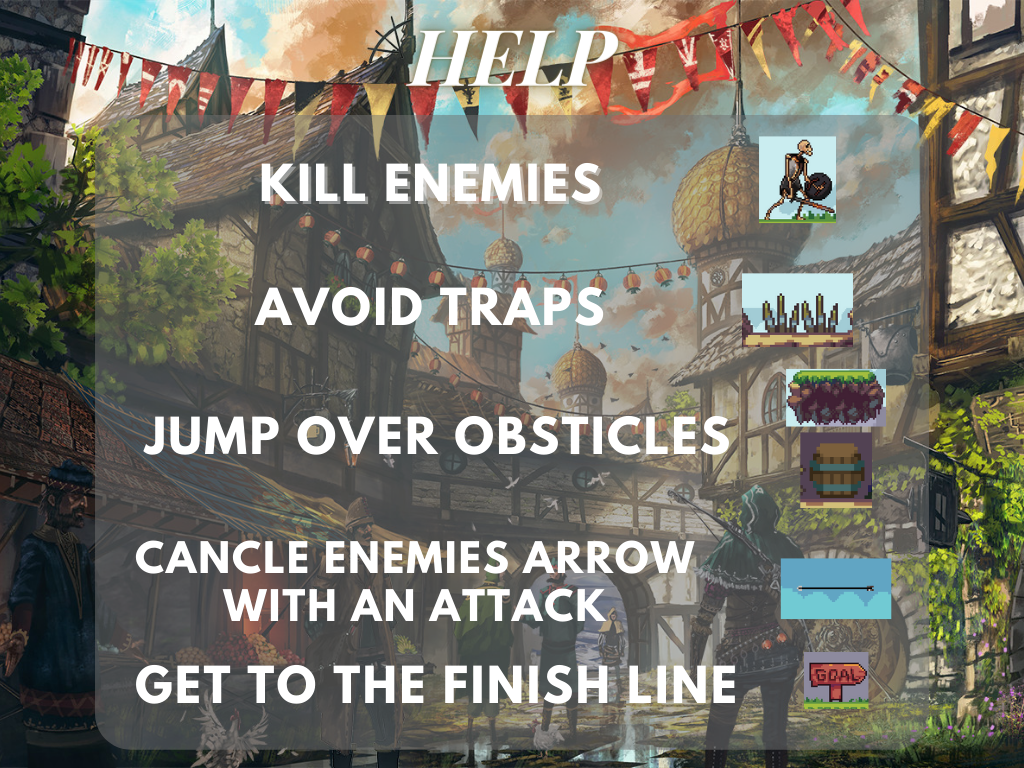 HELP
KILL ENEMIES
AVOID TRAPS
JUMP OVER OBSTICLES
CANCLE ENEMIES ARROW
WITH AN ATTACK
GET TO THE FINISH LINE
GOAL